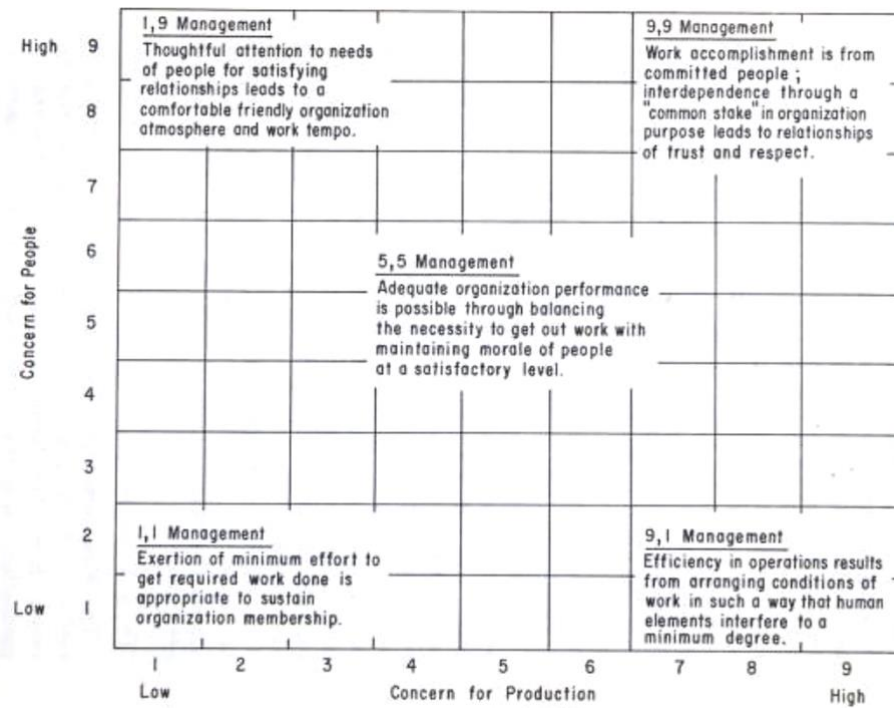 High 9
1,9 Management
Thoughtful attention to needs
of people for satisfying
relationships leads to a
comfortable friendly organization
atmosphere and work tempo.
9,9 Management
Work accomplishment is from
committed people ;
interdependence through a
"common stake" in organization
purpose leads to relationships
of trust and respect.
8
7
6
Concern for People
5,5 Management
Adequate organization performance
is possible through balancing
the necessity to get out work with
maintaining morale of people
at a satisfactory level.
5
4
3
2
1,1 Management
Exertion of minimum effort to
get required work done is
appropriate to sustain
organization membership.
9,1 Management
Efficiency in operations results
from arranging conditions of
work in such a way that human
elements interfere to a
minimum degree.
Low 1
1 2 3 4 5 6 7 8 9
Low Concern for Production High